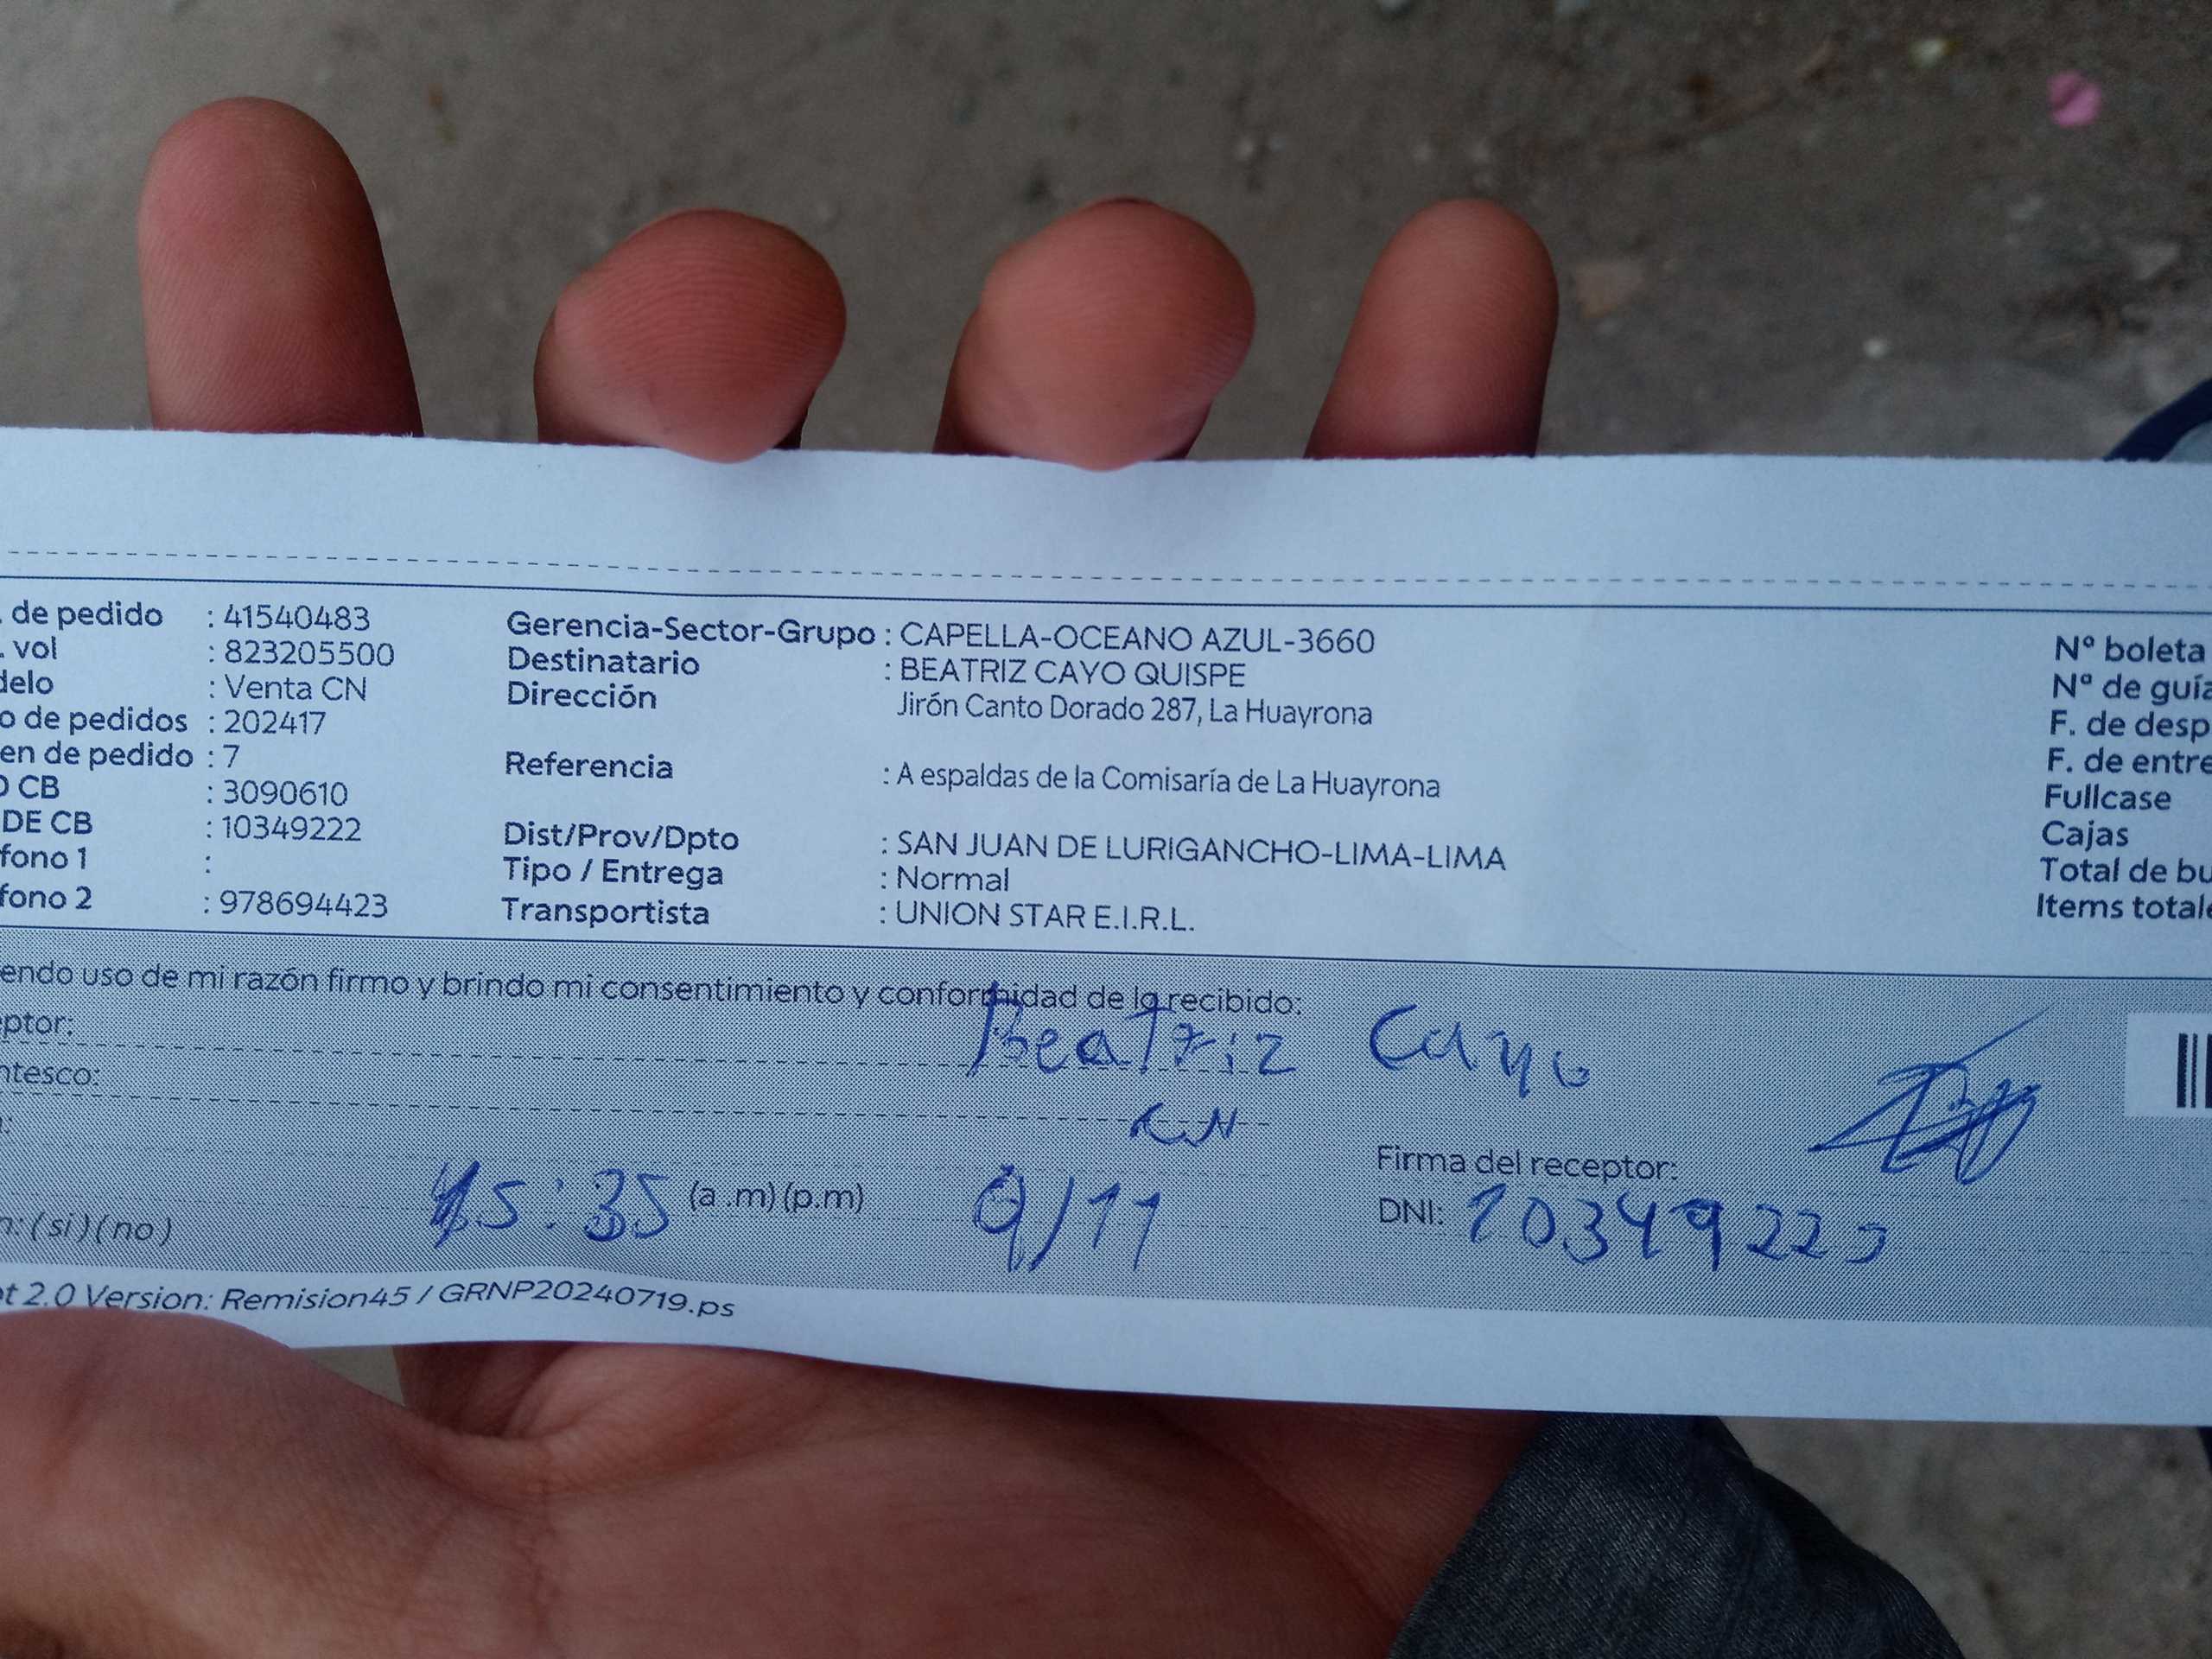 . de pedido : 41540483
. vol : 823205500
delo : Venta CN
o de pedidos : 202417
en de pedido : 7
O CB : 3090610
DE CB : 10349222
fono 1 :
fono 2 : 978694423
Gerencia-Sector-Grupo : CAPELLA-OCEANO AZUL-3660
Destinatario : BEATRIZ CAYO QUISPE
Dirección Jirón Canto Dorado 287, La Huayrona
Referencia : A espaldas de la Comisaría de La Huayrona
Dist/Prov/Dpto : SAN JUAN DE LURIGANCHO-LIMA-LIMA
Tipo / Entrega : Normal
Transportista : UNION STAR E.I.R.L.
Nº boleta
Nª de guía
F. de desp
F. de entre
Fullcase
Cajas
Total de bu
Items totale
endo uso de mi razón firmo y brindo mi consentimiento y conformidad de lo recibido:
eptor: Beatriz Cayo
ntesco:
15:35 (a .m) (p.m) 9/11
Firma del receptor:
DNI: 10349222
n: (si) (no)
t 2.0 Version: Remision45 / GRNP20240719.ps